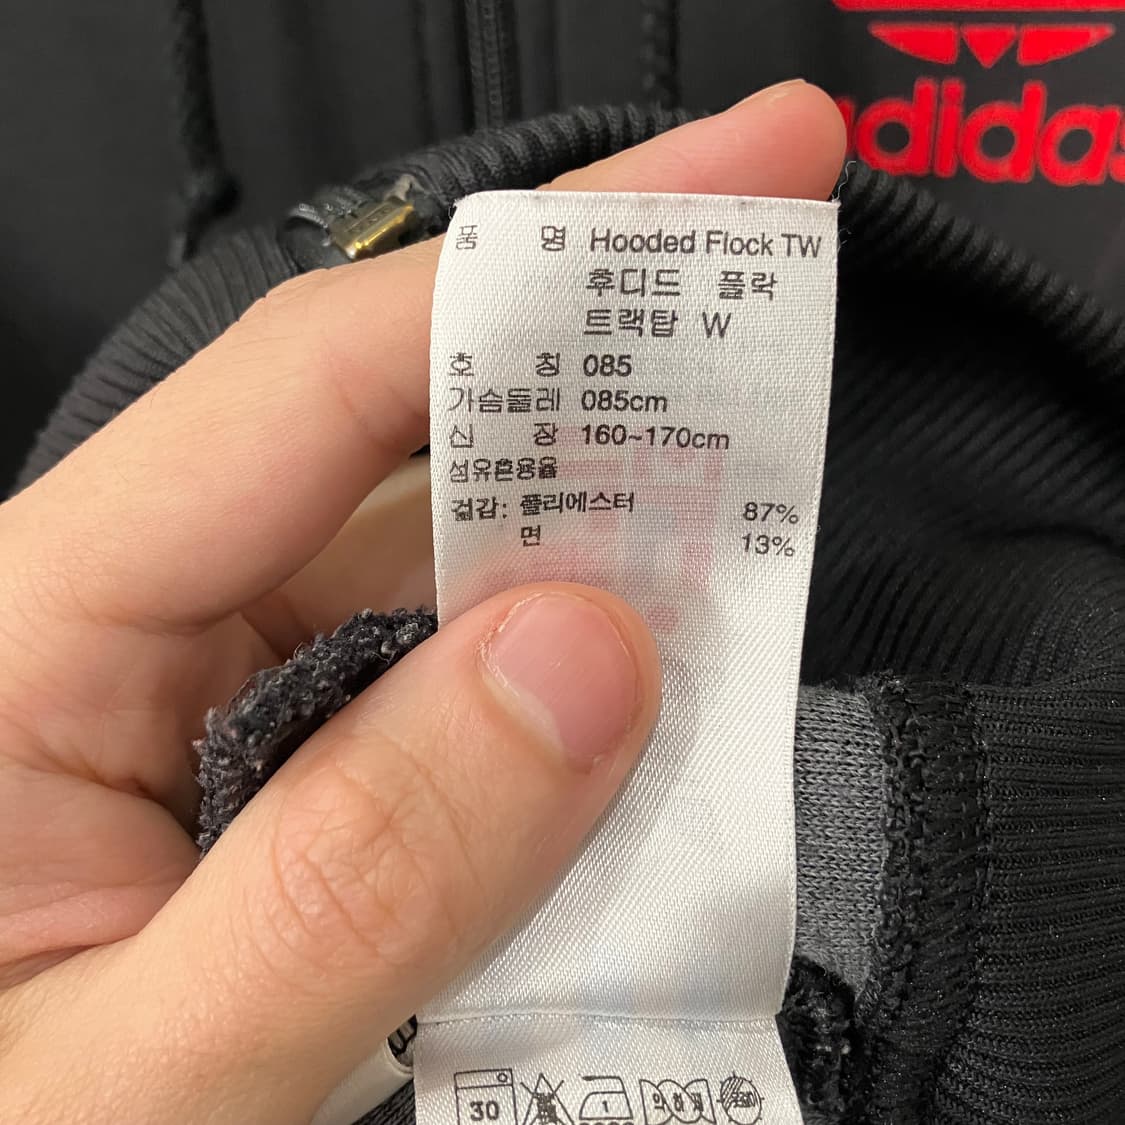 adidas
품 명 Hooded Flock TW
후디드 플락
트랙탑 W
호 칭 085
가슴둘레 085cm
신 장 160~170cm
섬유혼용율
겉감: 폴리에스터 87%
면 13%
30